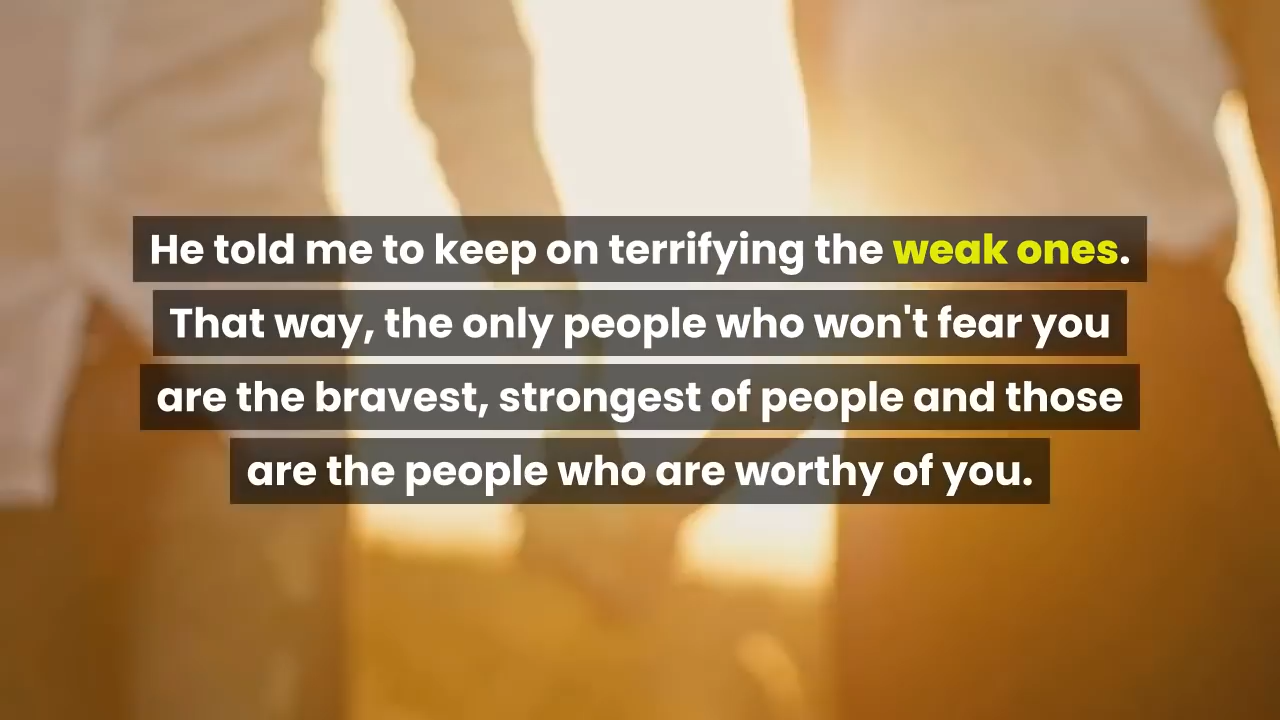 He told me to keep on terrifying the weak ones.
That way, the only people who won't fear you
are the bravest, strongest of people and those
are the people who are worthy of you.